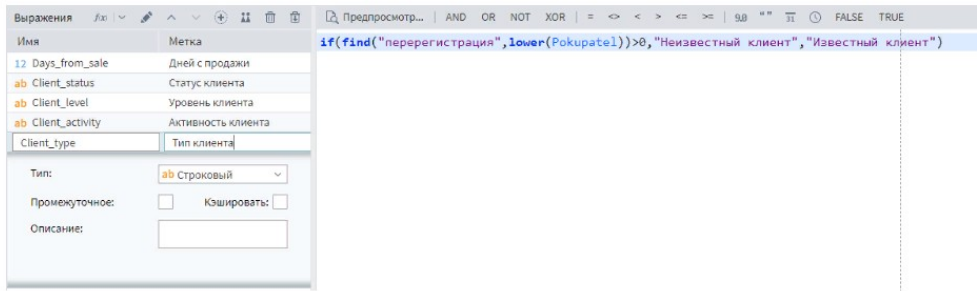 Выражения f(x) Предпросмотр... AND OR NOT XOR = <> < > <= >= 9.0 "" 31 FALSE TRUE
Имя Метка if(find("перерегистрация",lower(Pokupatel))>0,"Неизвестный клиент","Известный клиент")
12 Days_from_sale Дней с продажи
ab Client_status Статус клиента
ab Client_level Уровень клиента
ab Client_activity Активность клиента
Client_type Тип клиента
Тип: ab Строковый
Промежуточное: Кэшировать:
Описание: